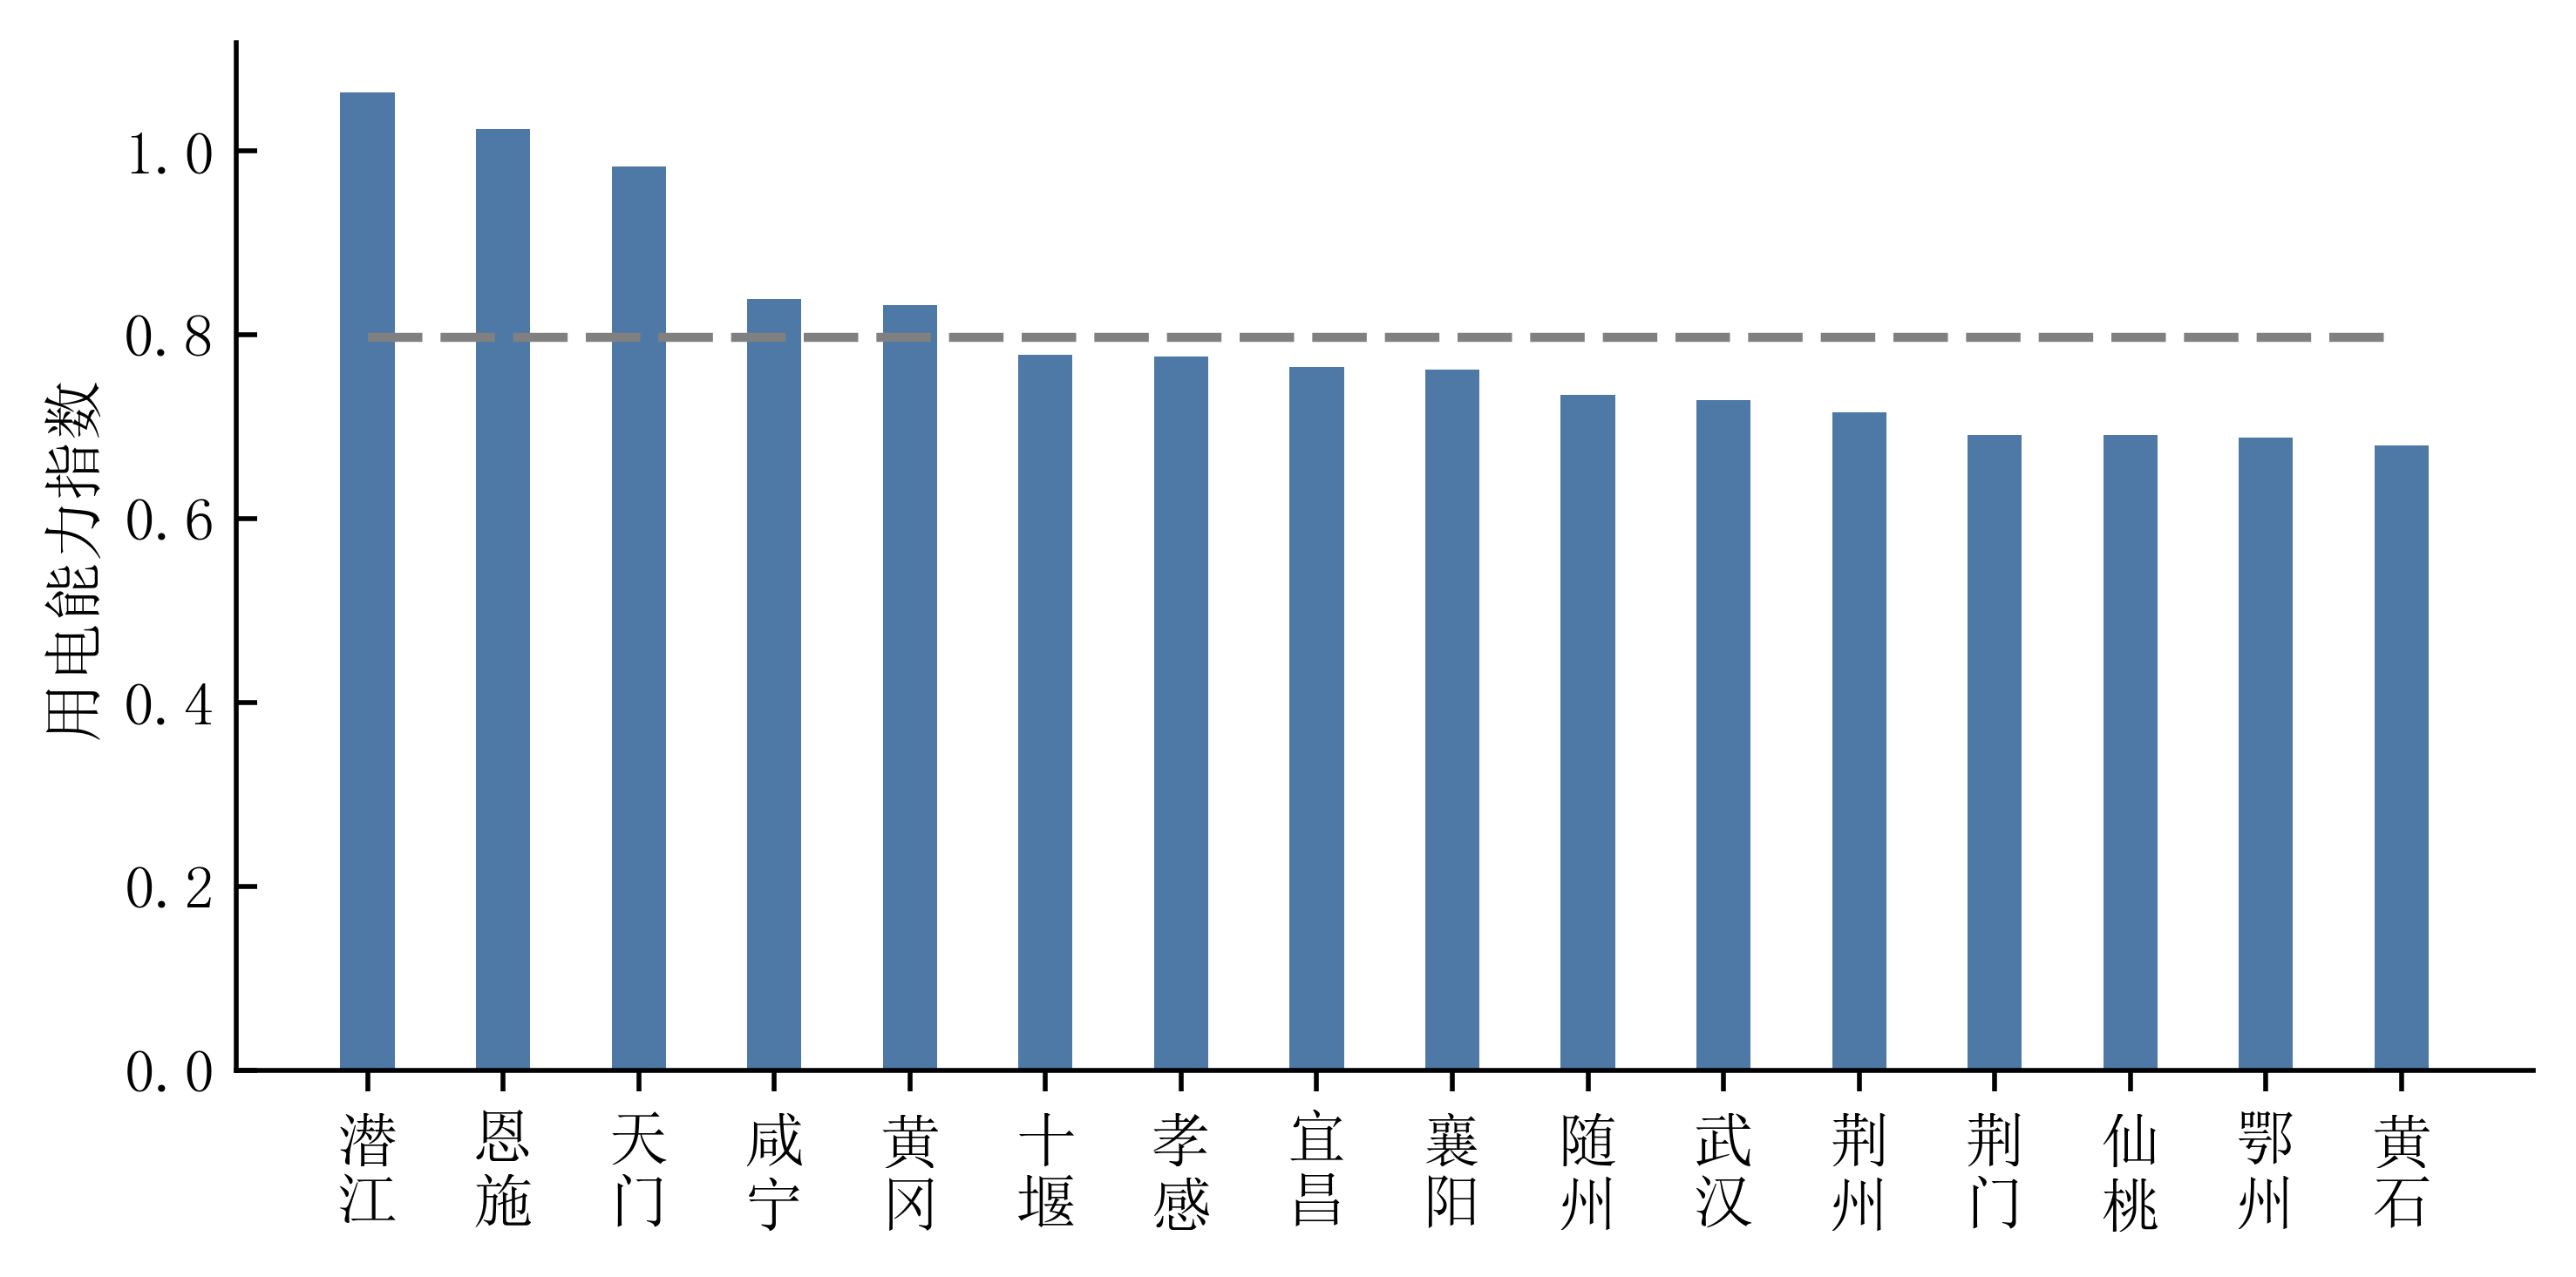 用电能力指数
1.0
0.8
0.6
0.4
0.2
0.0
潜江
恩施
天门
咸宁
黄冈
十堰
孝感
宜昌
襄阳
随州
武汉
荆州
荆门
仙桃
鄂州
黄石